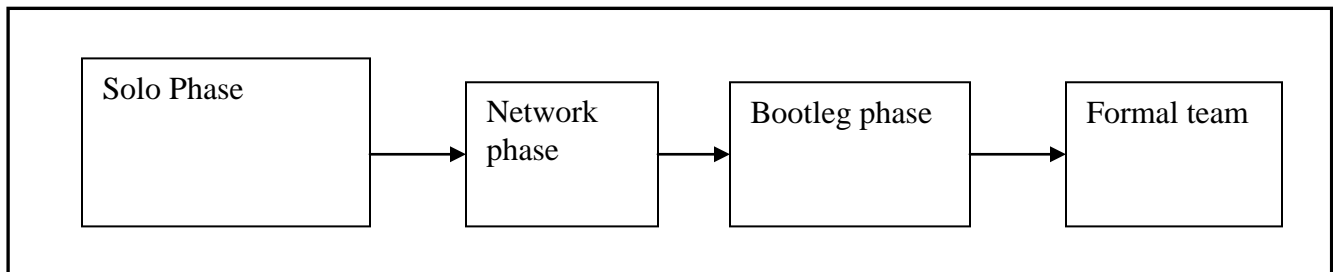 Solo Phase
Network
phase
Bootleg phase
Formal team